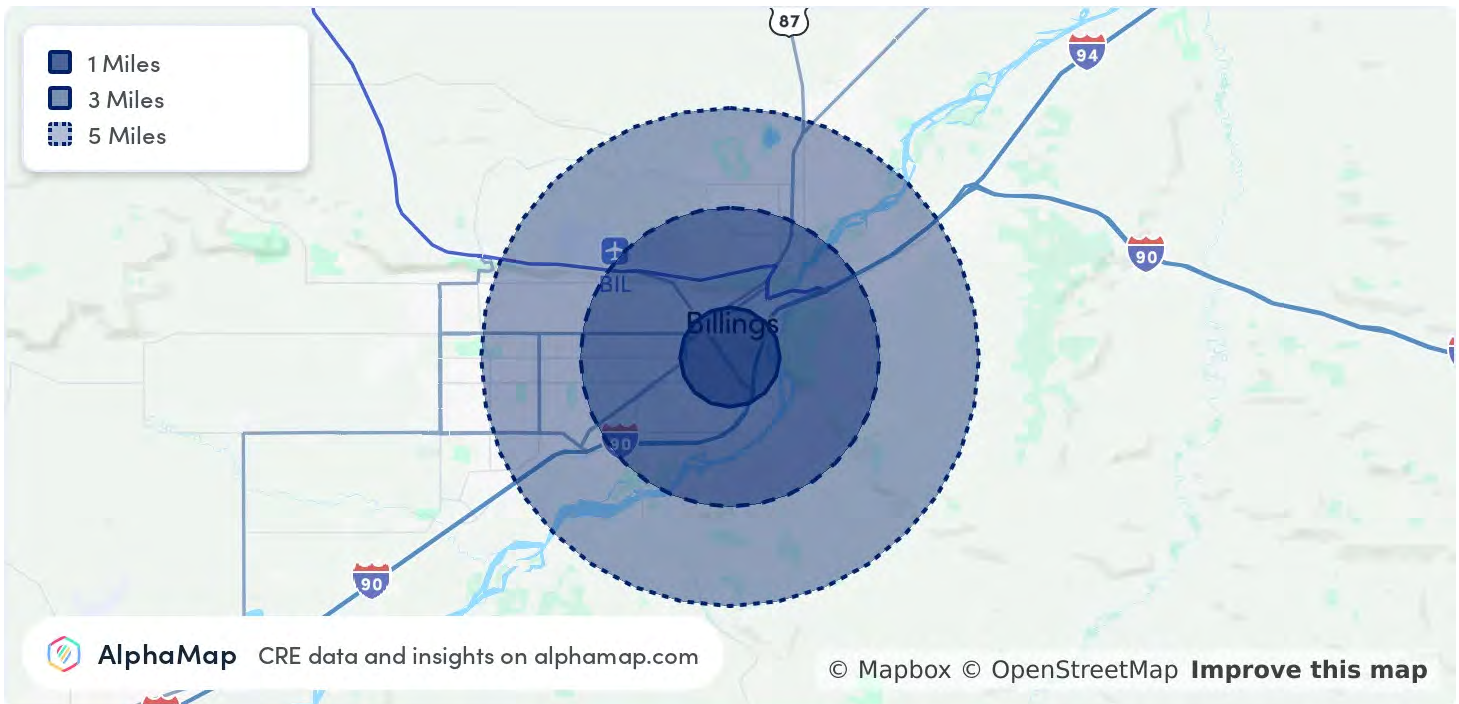 87
94
1 Miles
3 Miles
5 Miles
90
BIL
Billings
90
90
AlphaMap CRE data and insights on alphamap.com
© Mapbox © OpenStreetMap Improve this map